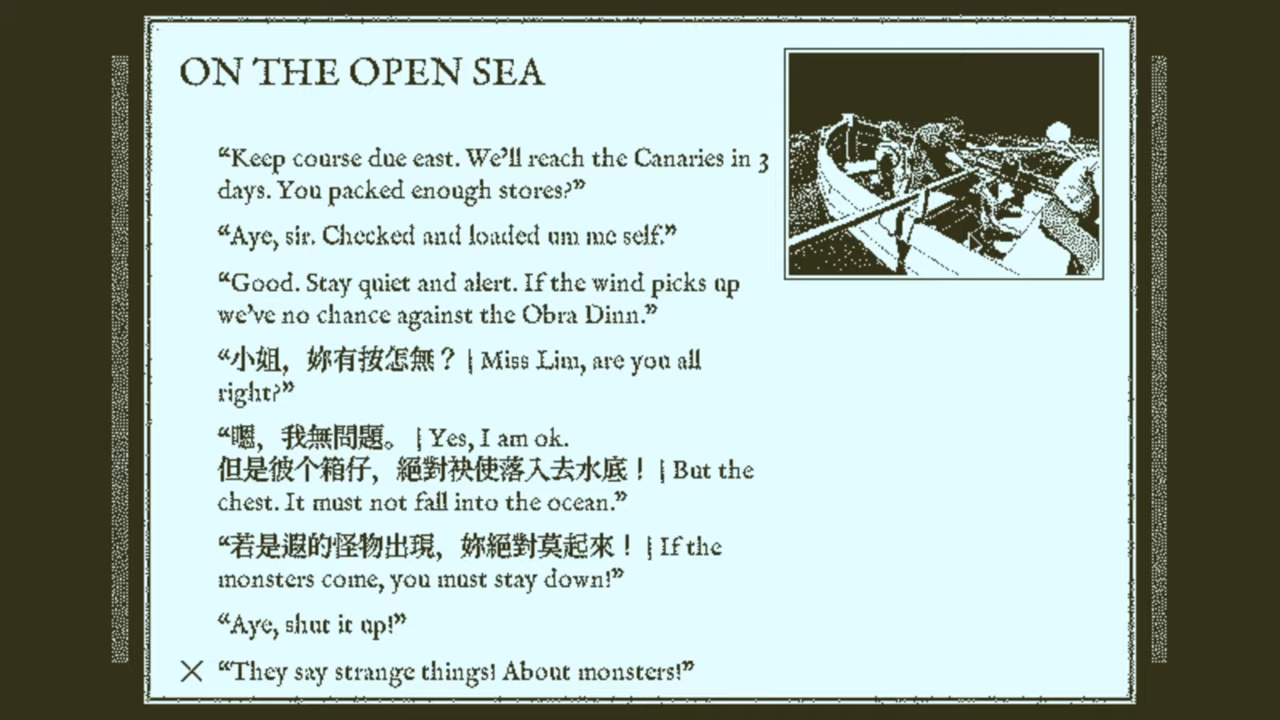 ON THE OPEN SEA
“Keep course due east. We’ll reach the Canaries in 3
days. You packed enough stores?”
“Aye, sir. Checked and loaded um me self.”
“Good. Stay quiet and alert. If the wind picks up
we’ve no chance against the Obra Dinn.”
“小姐，妳有按怎無？ | Miss Lim, are you all
right?”
“嗯，我無問題。 | Yes, I am ok.
但是彼个箱仔，絕對袂使落入去水底！ | But the
chest. It must not fall into the ocean.”
“若是遐的怪物出現，妳絕對莫起來！ | If the
monsters come, you must stay down!”
“Aye, shut it up!”
“They say strange things! About monsters!”